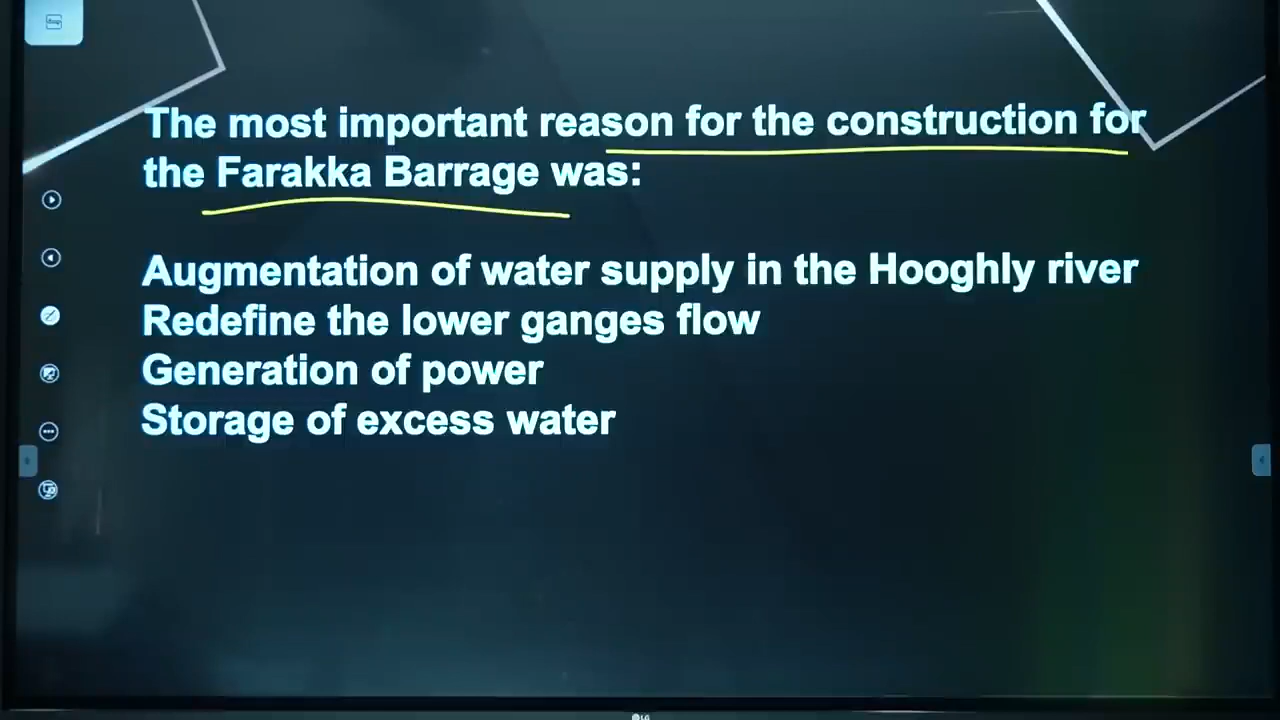 The most important reason for the construction for
the Farakka Barrage was:
Augmentation of water supply in the Hooghly river
Redefine the lower ganges flow
Generation of power
Storage of excess water
LG